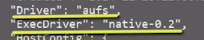 "Driver": "aufs",
"ExecDriver": "native-0.2",
"HostConfig": {